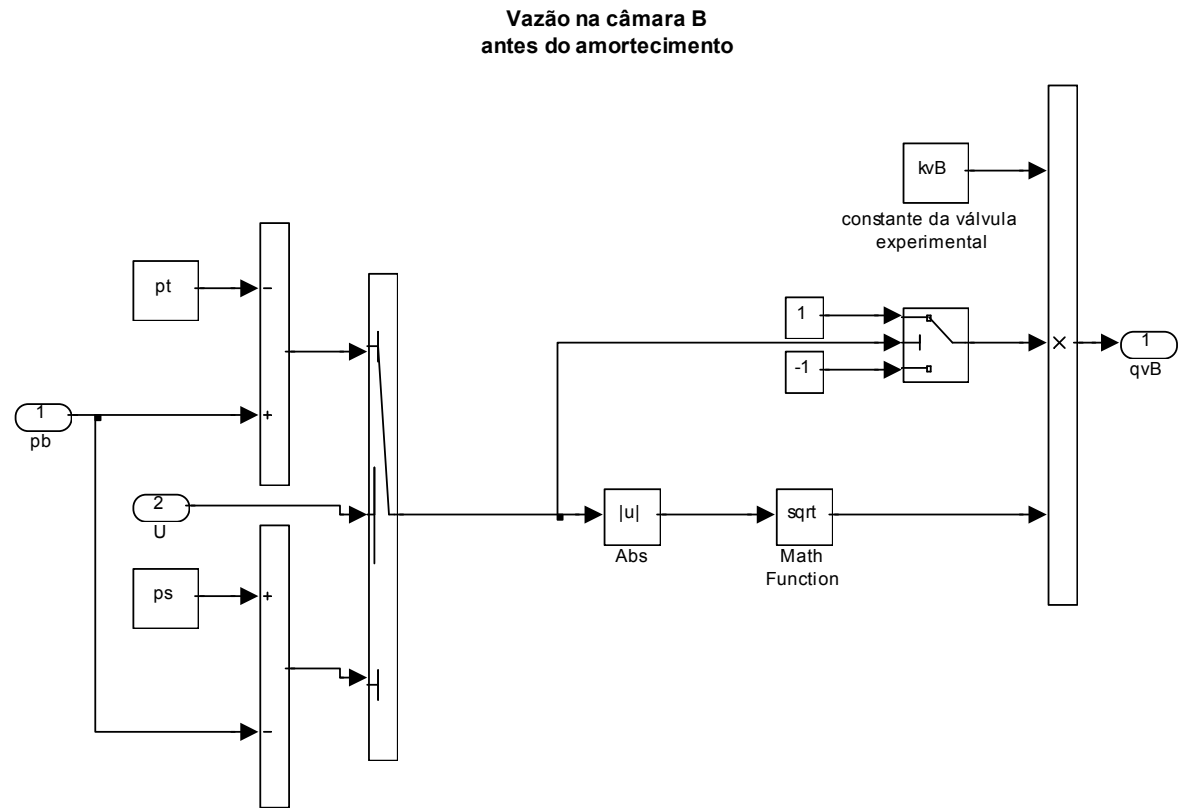 Vazão na câmara B
antes do amortecimento
kvB
constante da válvula
experimental
pt
−
1
1
pb
+
-1
×
1
qvB
2
U
|u|
Abs
sqrt
Math
Function
ps
+
−